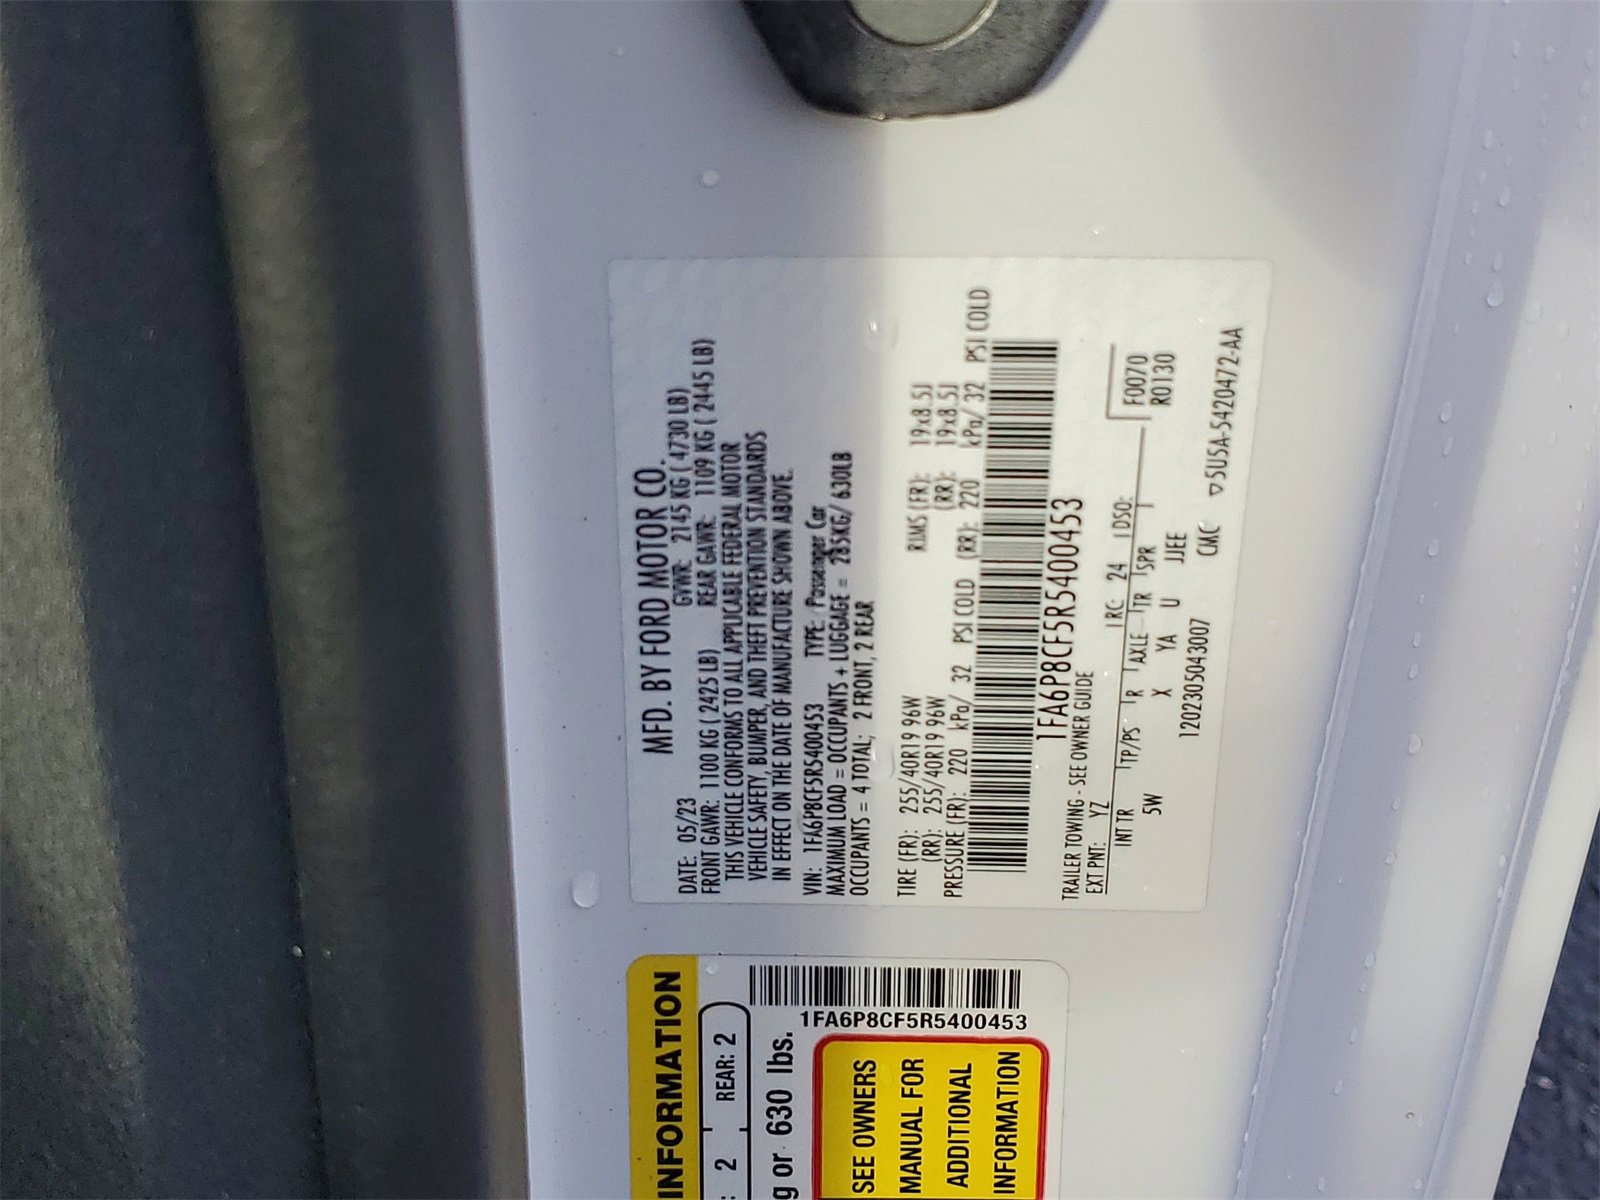 MFD. BY FORD MOTOR CO.
DATE: 05/23 GVWR: 2145 KG ( 4730 LB)
FRONT GAWR: 1100 KG ( 2425 LB) REAR GAWR: 1109 KG ( 2445 LB)
THIS VEHICLE CONFORMS TO ALL APPLICABLE FEDERAL MOTOR
VEHICLE SAFETY, BUMPER, AND THEFT PREVENTION STANDARDS
IN EFFECT ON THE DATE OF MANUFACTURE SHOWN ABOVE.
VIN: 1FA6P8CF5R5400453 TYPE: Passenger Car
MAXIMUM LOAD = OCCUPANTS + LUGGAGE = 285KG/ 630LB
OCCUPANTS = 4 TOTAL; 2 FRONT, 2 REAR
TIRE (FR): 255/40R19 96W RIMS (FR): 19x8.5J
(RR): 255/40R19 96W (RR): 19x8.5J
PRESSURE (FR): 220 kPa/ 32 PSI COLD (RR): 220 kPa/ 32 PSI COLD
1FA6P8CF5R5400453
TRAILER TOWING - SEE OWNER GUIDE
EXT PNT: YZ RC: 24 DSO: F0070
INT TR TP/PS R AXLE TR SPR R0130
5W X YA U JJEE
1202305043007 CMC ▽5USA-5420472-AA
INFORMATION
: 2 REAR: 2
g or 630 lbs.
1FA6P8CF5R5400453
SEE OWNERS
MANUAL FOR
ADDITIONAL
INFORMATION